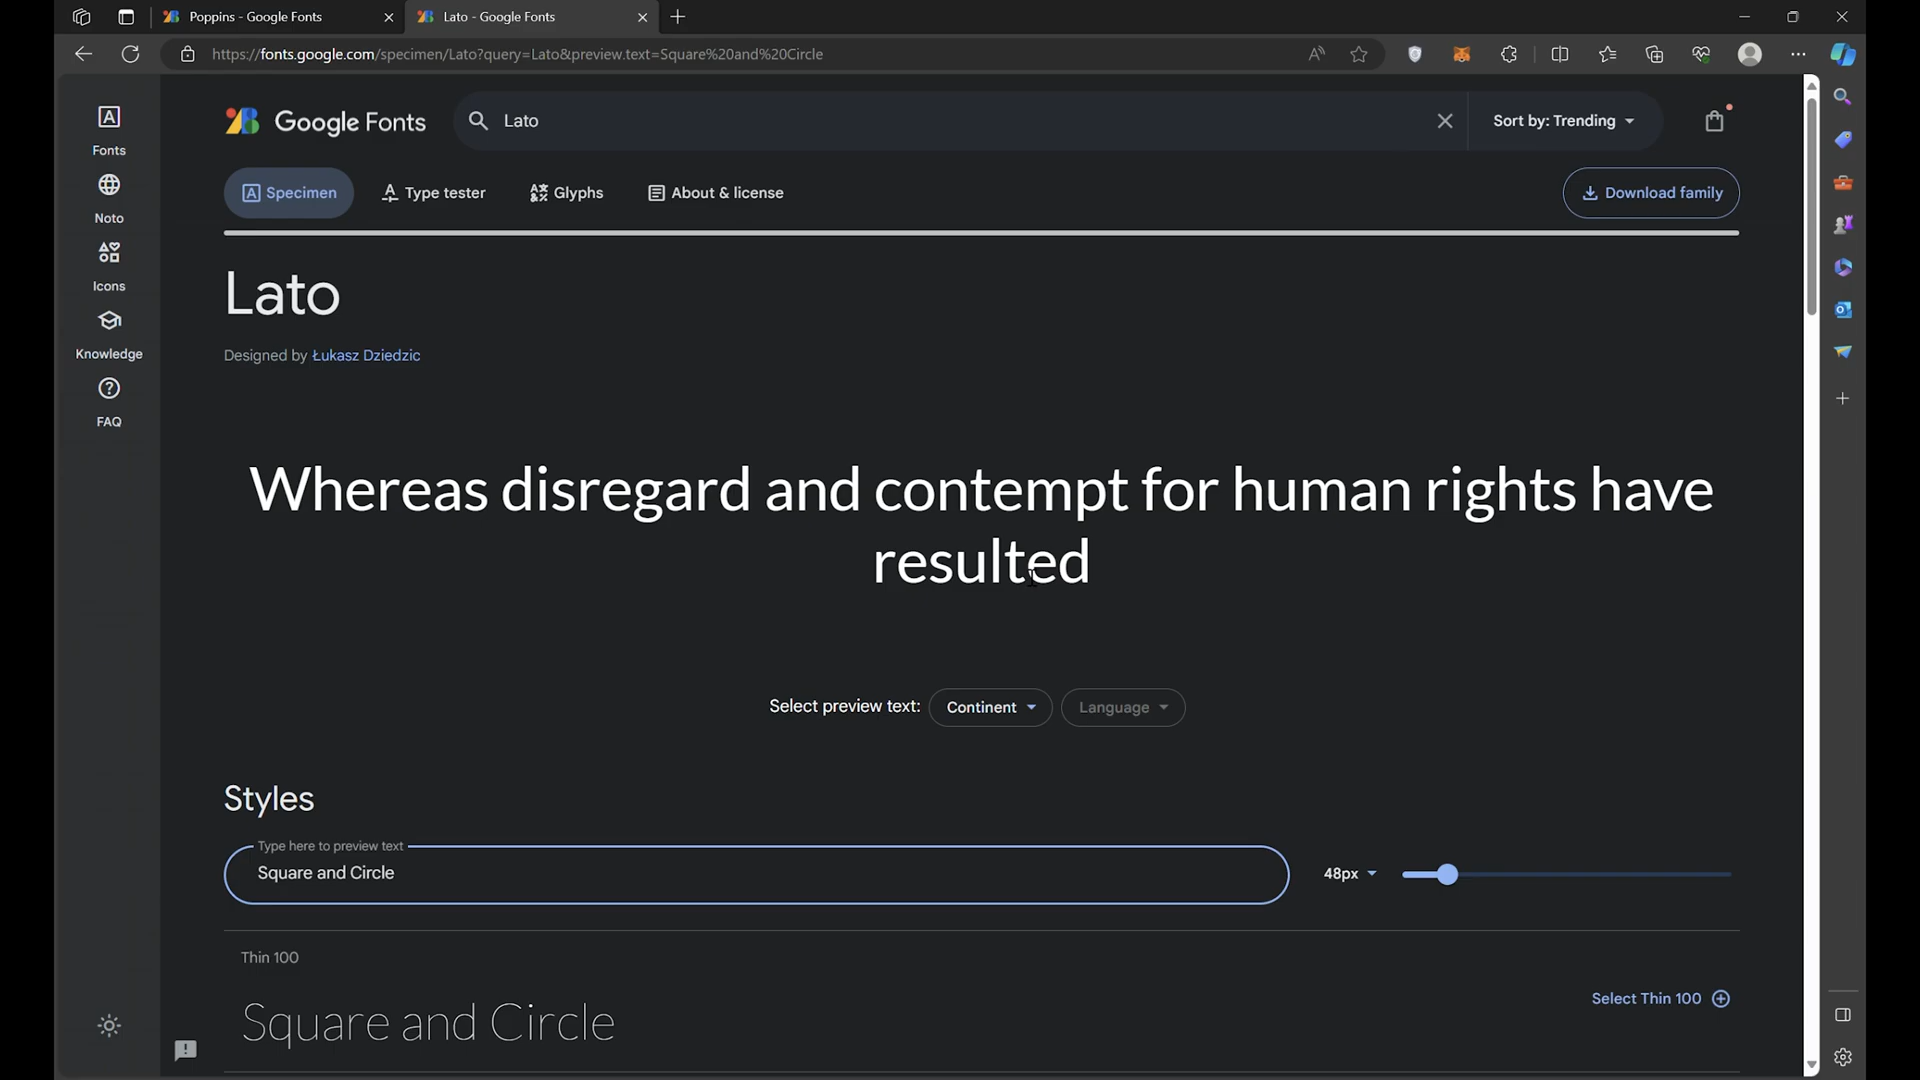 Poppins - Google Fonts
Lato - Google Fonts
https://fonts.google.com/specimen/Lato?query=Lato&preview.text=Square%20and%20Circle
Google Fonts
Lato
Sort by: Trending
Fonts
Noto
Icons
Knowledge
FAQ
Specimen
Type tester
Glyphs
About & license
Download family
Lato
Designed by Łukasz Dziedzic
Whereas disregard and contempt for human rights have
resulted
Select preview text:
Continent
Language
Styles
Type here to preview text
Square and Circle
48px
Thin 100
Square and Circle
Select Thin 100